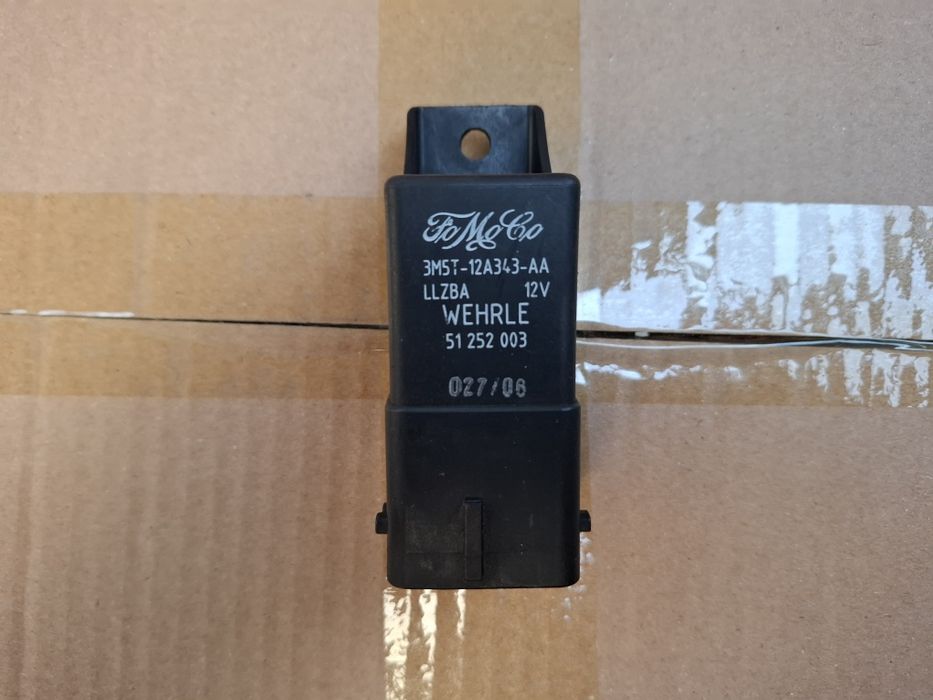 FoMoCo
3M5T-12A343-AA
LLZBA 12V
WEHRLE
51 252 003
027/06